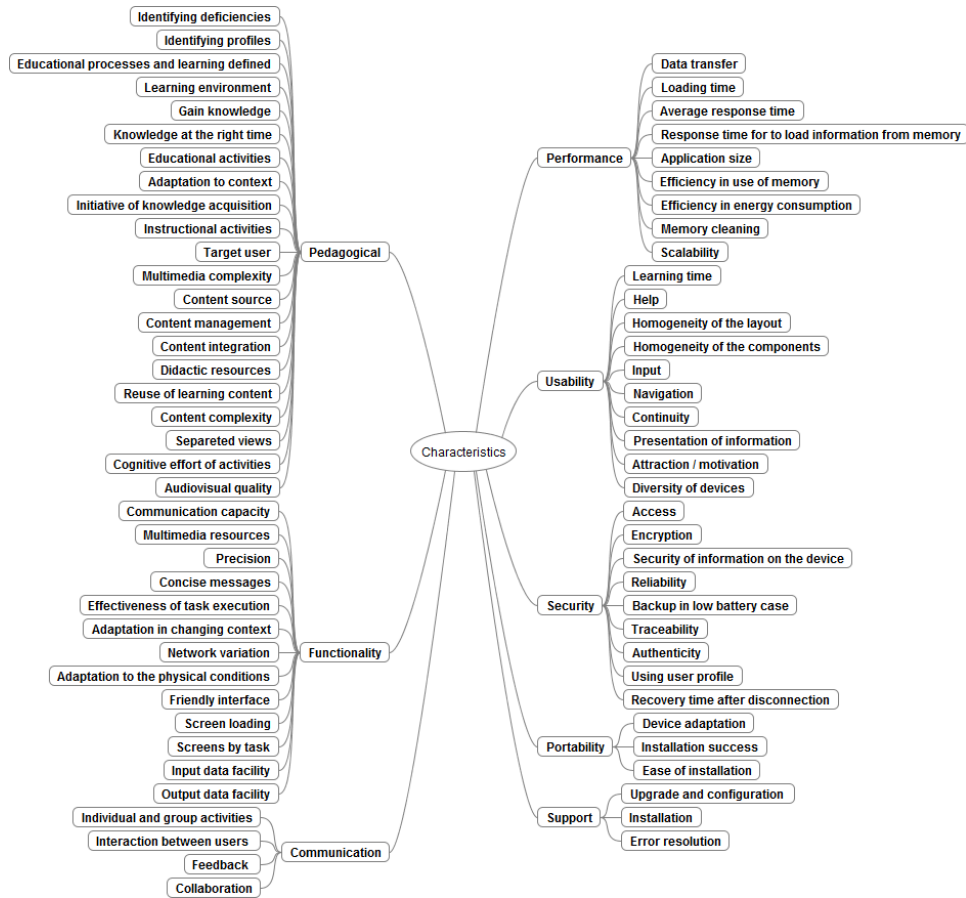 Identifying deficiencies
Identifying profiles
Educational processes and learning defined
Learning environment
Gain knowledge
Knowledge at the right time
Educational activities
Adaptation to context
Initiative of knowledge acquisition
Instructional activities
Target user
Multimedia complexity
Content source
Content management
Content integration
Didactic resources
Reuse of learning content
Content complexity
Separeted views
Cognitive effort of activities
Audiovisual quality
Pedagogical
Communication capacity
Multimedia resources
Precision
Concise messages
Effectiveness of task execution
Adaptation in changing context
Network variation
Adaptation to the physical conditions
Friendly interface
Screen loading
Screens by task
Input data facility
Output data facility
Functionality
Individual and group activities
Interaction between users
Feedback
Collaboration
Communication
Characteristics
Performance
Data transfer
Loading time
Average response time
Response time for to load information from memory
Application size
Efficiency in use of memory
Efficiency in energy consumption
Memory cleaning
Scalability
Usability
Learning time
Help
Homogeneity of the layout
Homogeneity of the components
Input
Navigation
Continuity
Presentation of information
Attraction / motivation
Diversity of devices
Security
Access
Encryption
Security of information on the device
Reliability
Backup in low battery case
Traceability
Authenticity
Using user profile
Recovery time after disconnection
Portability
Device adaptation
Installation success
Ease of installation
Support
Upgrade and configuration
Installation
Error resolution